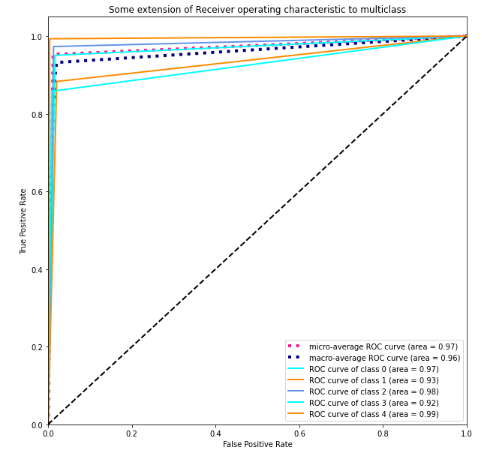 Some extension of Receiver operating characteristic to multiclass
1.0
0.8
0.6
0.4
0.2
0.0
True Positive Rate
micro-average ROC curve (area = 0.97)
macro-average ROC curve (area = 0.96)
ROC curve of class 0 (area = 0.97)
ROC curve of class 1 (area = 0.93)
ROC curve of class 2 (area = 0.98)
ROC curve of class 3 (area = 0.92)
ROC curve of class 4 (area = 0.99)
0.0 0.2 0.4 0.6 0.8 1.0
False Positive Rate